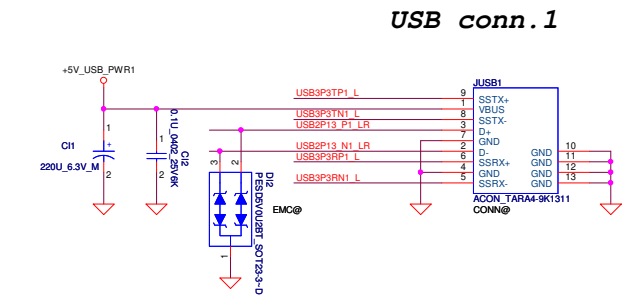 USB conn.1
+5V_USB_PWR1
JUSB1
USB3P3TP1_L
9
SSTX+
1
VBUS
USB3P3TN1_L
8
SSTX-
USB2P13_P1_LR
3
D+
7
GND
USB2P13_N1_LR
2
D-
GND
10
USB3P3RP1_L
6
SSRX+
GND
11
4
GND
GND
12
USB3P3RN1_L
5
SSRX-
GND
13
ACON_TARA4-9K1311
CONN@
1
CI1
+
220U_6.3V_M
2
1
2
0.1U_0402_25V6K
CI2
3
2
1
DI2
PESD5V0U2BT_SOT23-3~D
EMC@